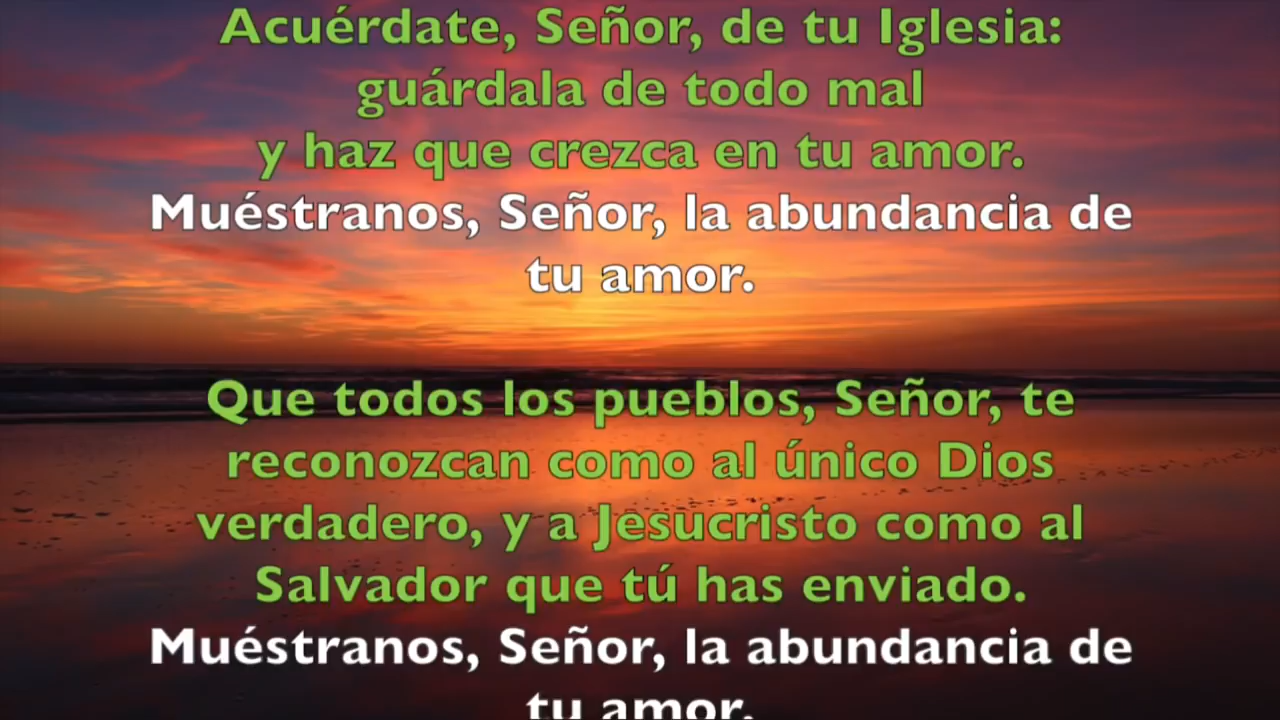 Acuérdate, Señor, de tu Iglesia:
guárdala de todo mal
y haz que crezca en tu amor.
Muéstranos, Señor, la abundancia de
tu amor.
Que todos los pueblos, Señor, te
reconozcan como al único Dios
verdadero, y a Jesucristo como al
Salvador que tú has enviado.
Muéstranos, Señor, la abundancia de
tu amor.